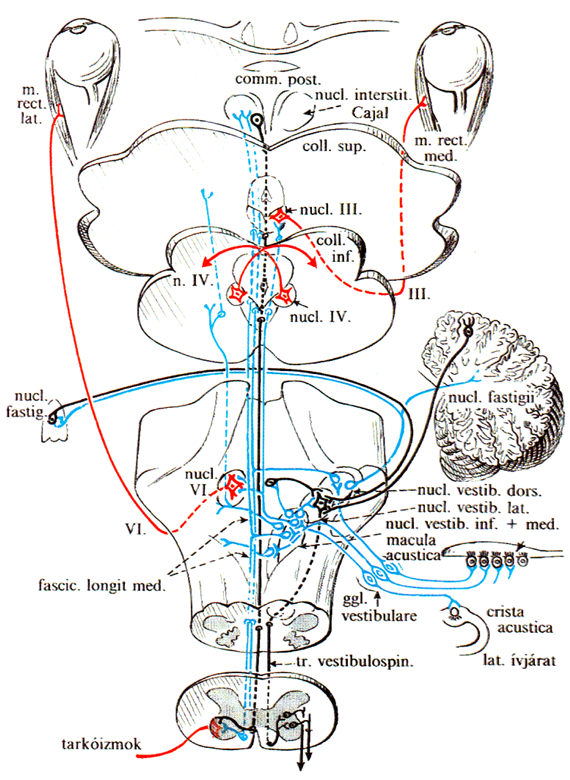 comm. post.
m.
rect.
lat.
nucl. interstit.
Cajal
m. rect.
med.
coll. sup.
nucl. III.
coll.
inf.
n. IV.
III.
nucl. IV.
nucl.
fastig.
nucl. fastigii
nucl.
VI.
nucl. vestib. dors.
nucl. vestib. lat.
nucl. vestib. inf. + med.
VI.
macula
acustica
fascic. longit med.
ggl.
vestibulare
crista
acustica
lat. ívjárat
tr. vestibulospin.
tarkóizmok